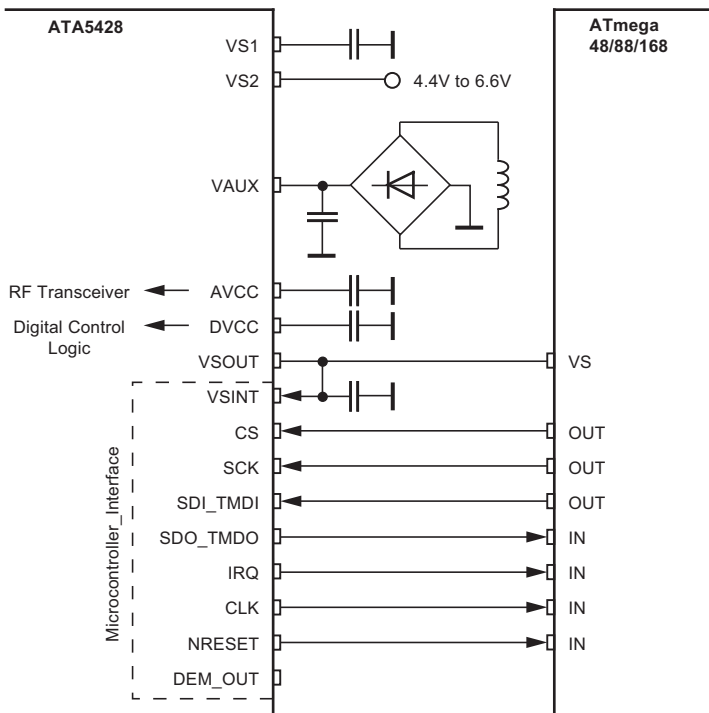 ATA5428
ATmega
48/88/168
VS1
VS2
4.4V to 6.6V
VAUX
RF Transceiver
AVCC
Digital Control
Logic
DVCC
VSOUT
VS
VSINT
CS
OUT
SCK
OUT
SDI_TMDI
OUT
SDO_TMDO
IN
IRQ
IN
CLK
IN
NRESET
IN
DEM_OUT
Microcontroller_Interface